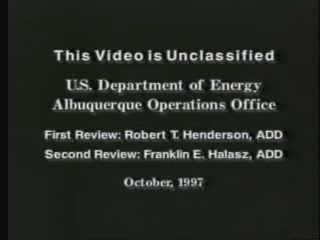 This Video is Unclassified
U.S. Department of Energy
Albuquerque Operations Office
First Review: Robert T. Henderson, ADD
Second Review: Franklin E. Halasz, ADD
October, 1997